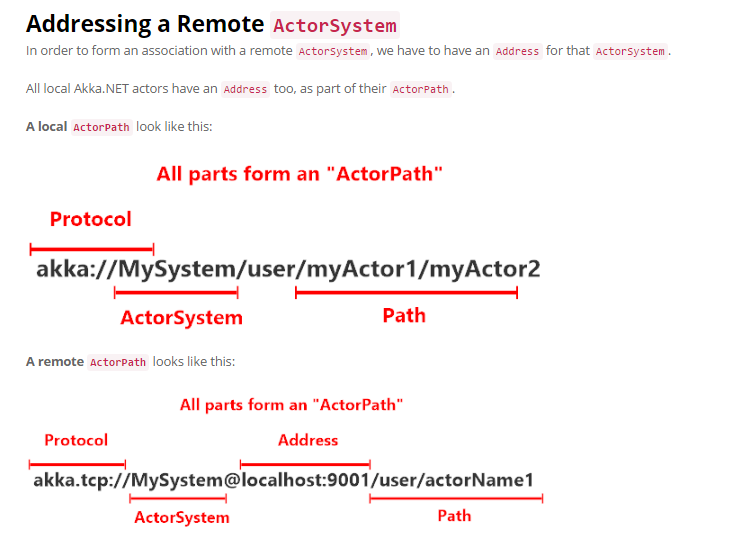 Addressing a Remote ActorSystem
In order to form an association with a remote ActorSystem, we have to have an Address for that ActorSystem.
All local Akka.NET actors have an Address too, as part of their ActorPath.
A local ActorPath look like this:
All parts form an "ActorPath"
Protocol
akka://MySystem/user/myActor1/myActor2
ActorSystem Path
A remote ActorPath looks like this:
All parts form an "ActorPath"
Protocol Address
akka.tcp://MySystem@localhost:9001/user/actorName1
ActorSystem Path